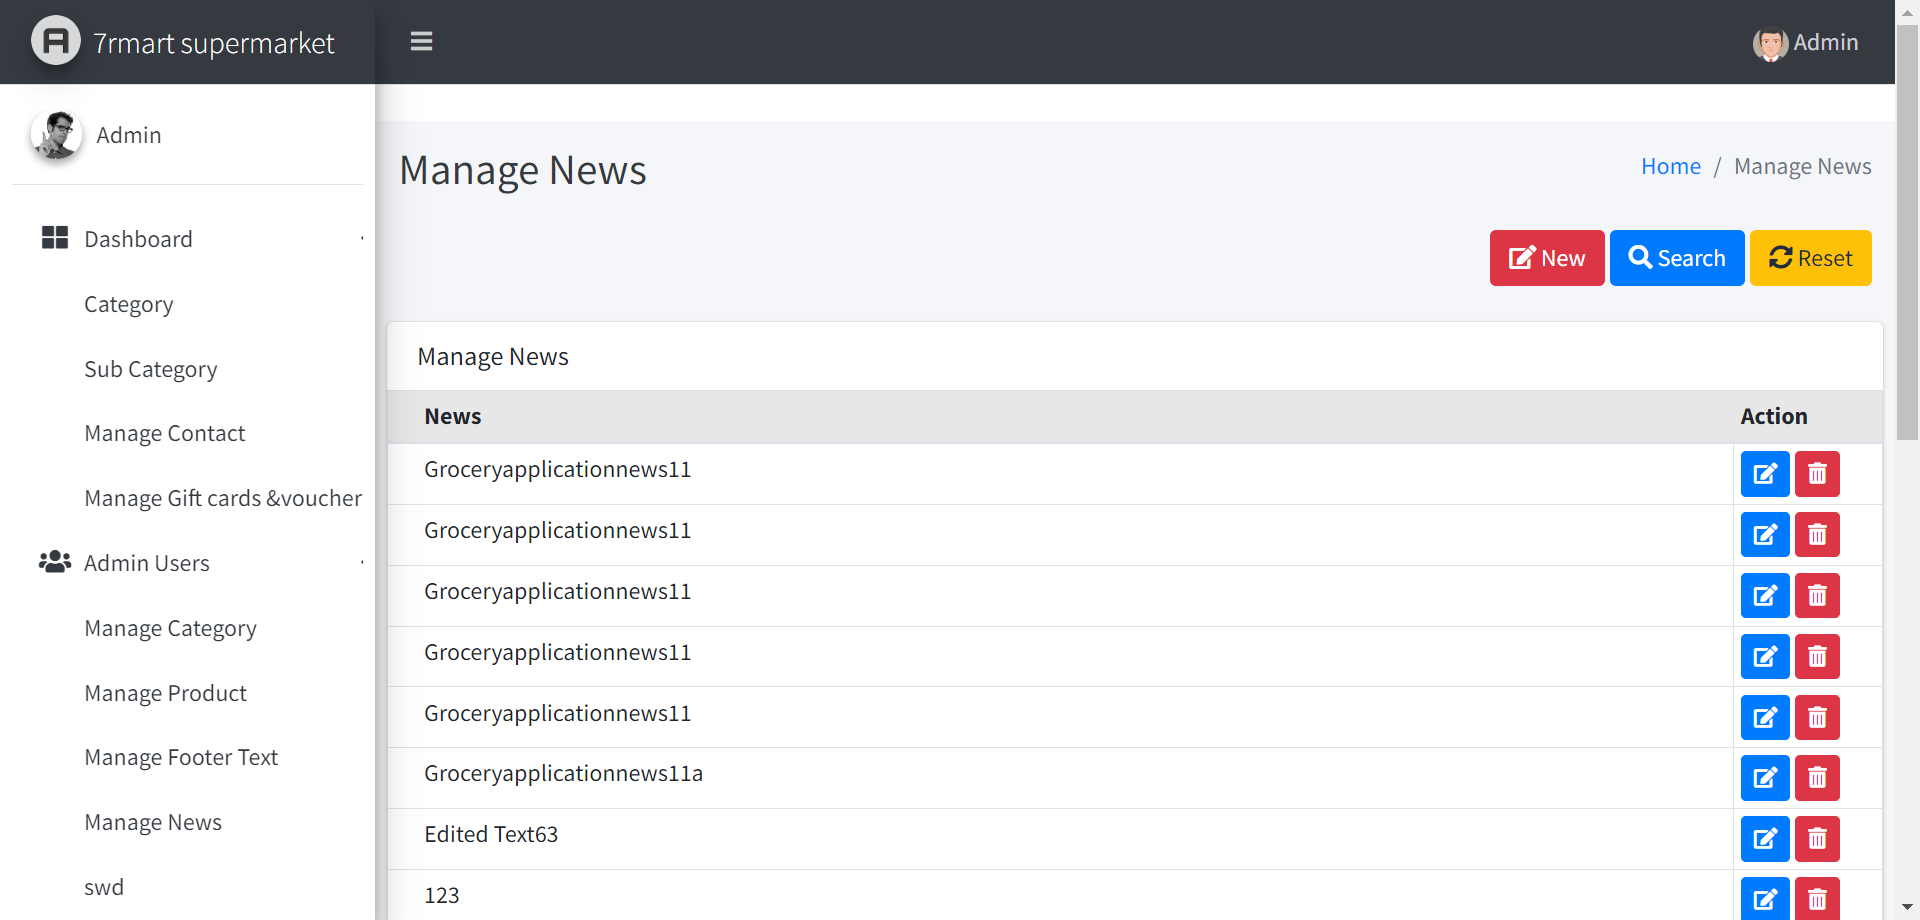 7rmart supermarket
Admin
Admin
Dashboard
Category
Sub Category
Manage Contact
Manage Gift cards &voucher
Admin Users
Manage Category
Manage Product
Manage Footer Text
Manage News
swd
Manage News
Home / Manage News
New Search Reset
Manage News
News Action
Groceryapplicationnews11
Groceryapplicationnews11
Groceryapplicationnews11
Groceryapplicationnews11
Groceryapplicationnews11
Groceryapplicationnews11a
Edited Text63
123